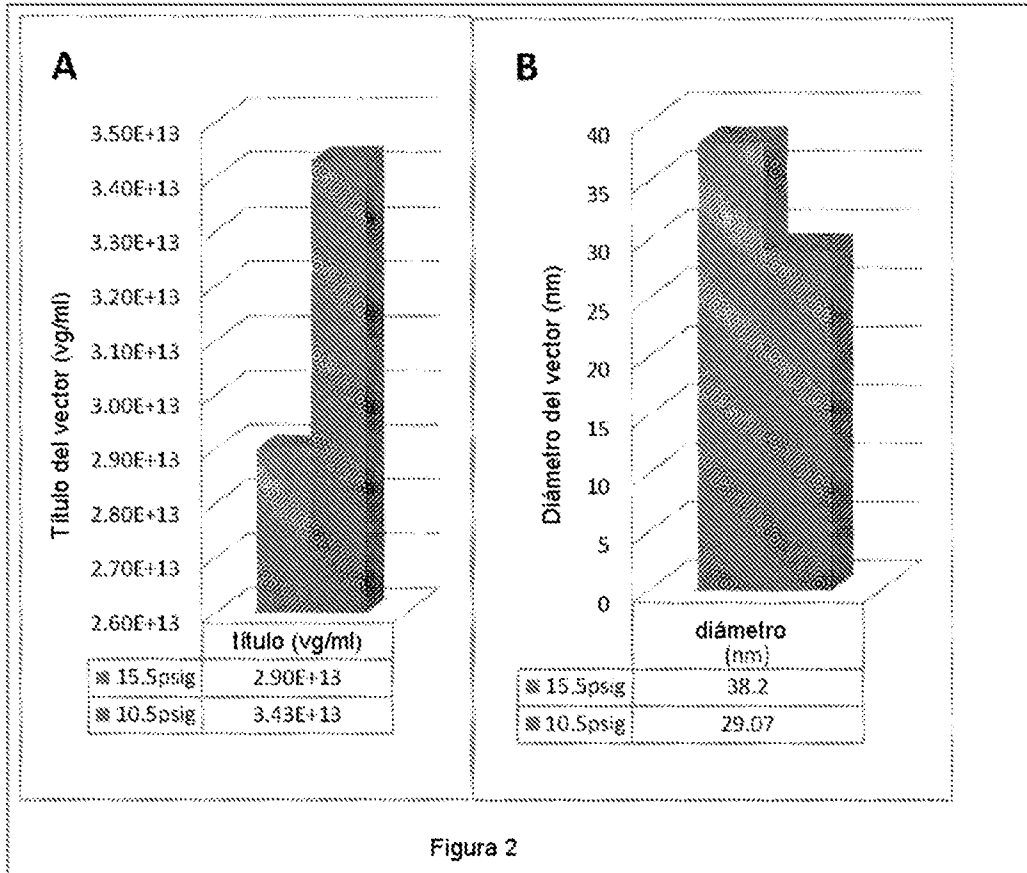 A
Título del vector (vg/ml)
3.50E+13
3.40E+13
3.30E+13
3.20E+13
3.10E+13
3.00E+13
2.90E+13
2.80E+13
2.70E+13
2.60E+13
título (vg/ml)
15.5psig 2.90E+13
10.5psig 3.43E+13
B
Diámetro del vector (nm)
40
35
30
25
20
15
10
5
0
diámetro
(nm)
15.5psig 38.2
10.5psig 29.07
Figura 2